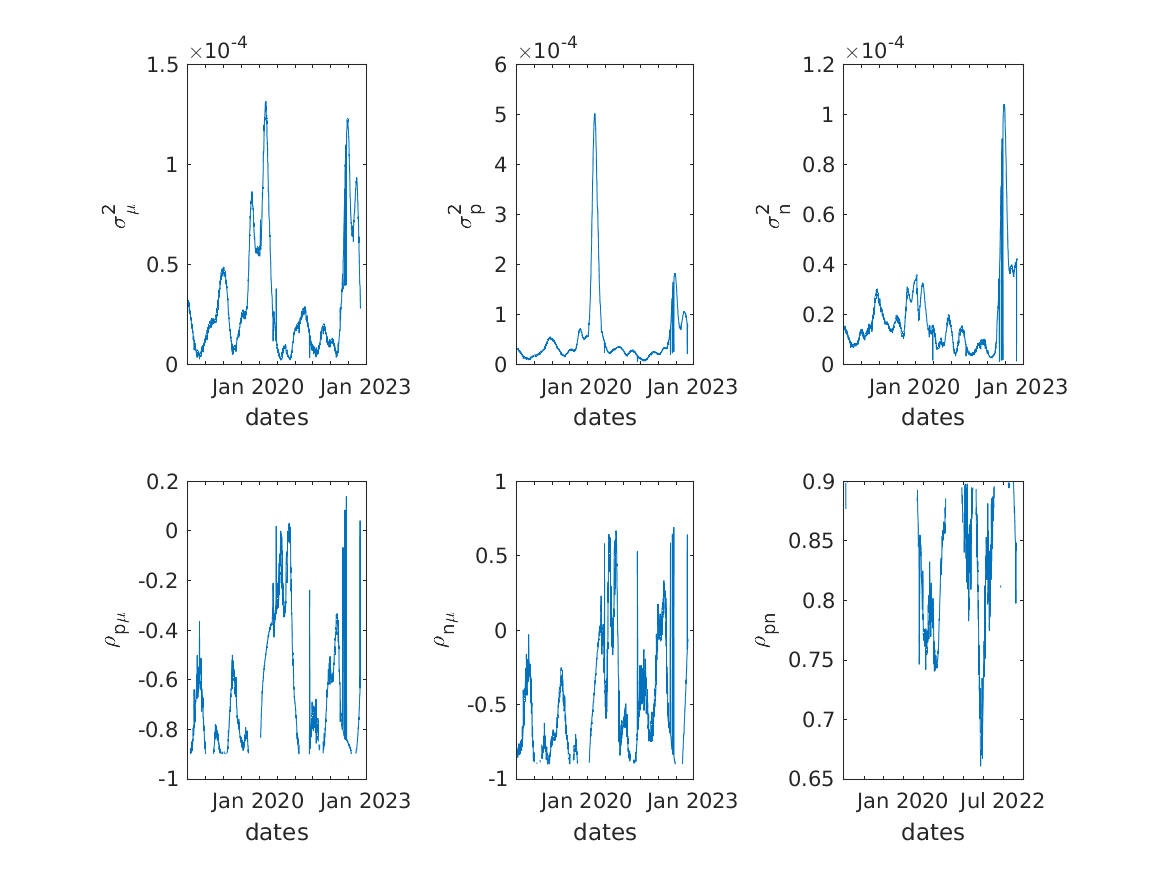 ×10-4
1.5
1
0.5
0
σ2μ
Jan 2020
Jan 2023
dates
×10-4
6
5
4
3
2
1
0
σ2p
Jan 2020
Jan 2023
dates
×10-4
1.2
1
0.8
0.6
0.4
0.2
0
σ2n
Jan 2020
Jan 2023
dates
0.2
0
-0.2
-0.4
-0.6
-0.8
-1
ρpμ
Jan 2020
Jan 2023
dates
1
0.5
0
-0.5
-1
ρnμ
Jan 2020
Jan 2023
dates
0.9
0.85
0.8
0.75
0.7
0.65
ρpn
Jan 2020
Jul 2022
dates